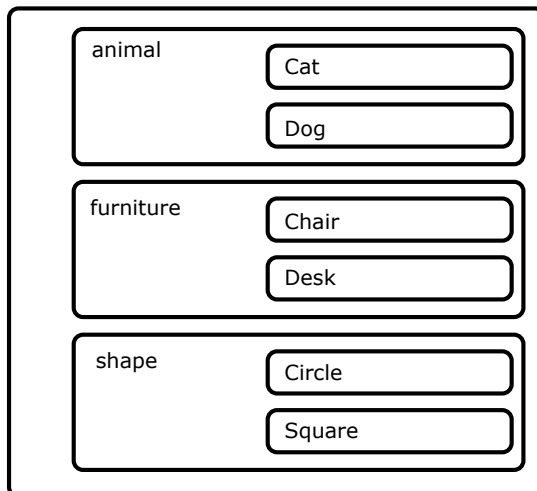 animal
Cat
Dog
furniture
Chair
Desk
shape
Circle
Square